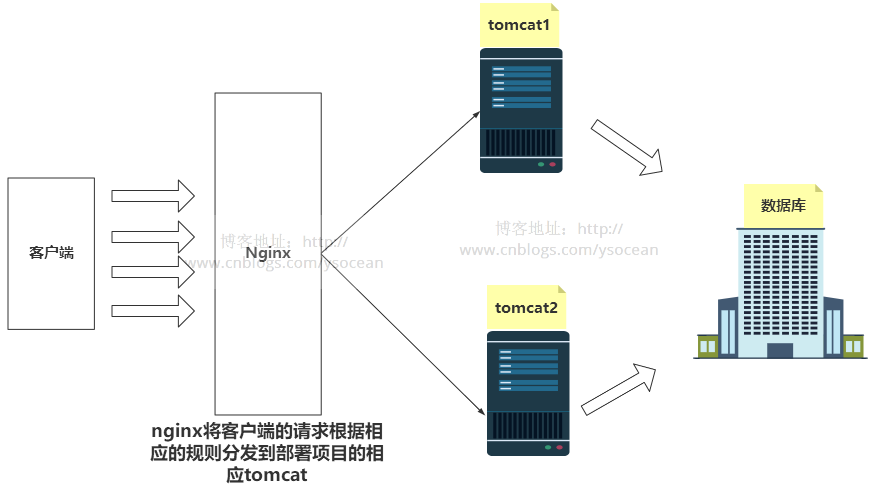 tomcat1
客户端
Nginx
博客地址：http://
www.cnblogs.com/ysocean
博客地址：http://
www.cnblogs.com/ysocean
数据库
tomcat2
nginx将客户端的请求根据相
应的规则分发到部署项目的相
应tomcat